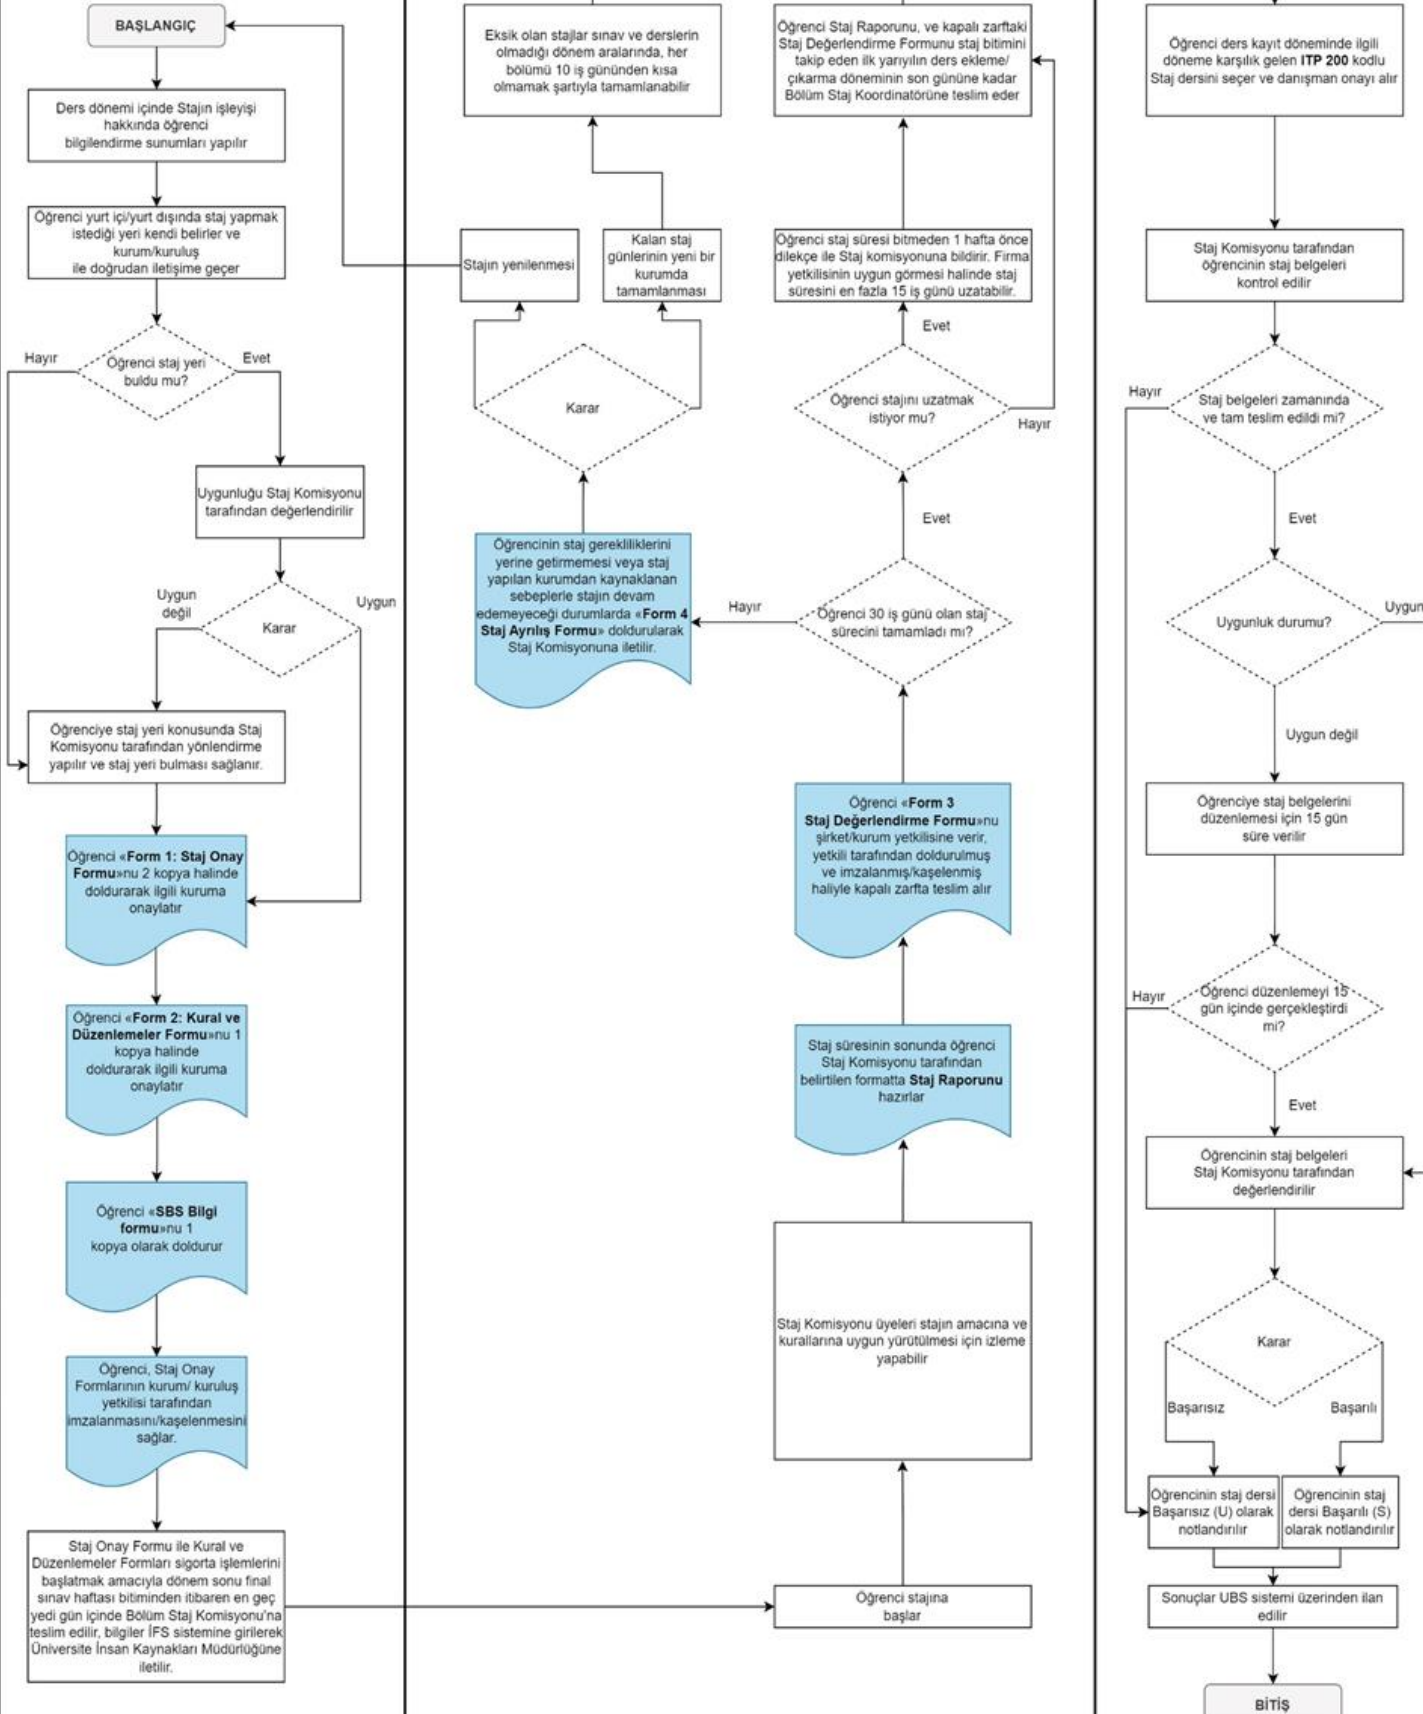 BAŞLANGIÇ
Ders dönemi içinde Stajın işleyişi
hakkında öğrenci
bilgilendirme sunumları yapılır
Öğrenci yurt içi/yurt dışında staj yapmak
istediği yeri kendi belirler ve
kurum/kuruluş
ile doğrudan iletişime geçer
Hayır
Öğrenci staj yeri
buldu mu?
Evet
Uygunluğu Staj Komisyonu
tarafından değerlendirilir
Uygun
değil
Karar
Uygun
Öğrenciye staj yeri konusunda Staj
Komisyonu tarafından yönlendirme
yapılır ve staj yeri bulması sağlanır.
Öğrenci «Form 1: Staj Onay
Formu»nu 2 kopya halinde
doldurarak ilgili kuruma
onaylatır
Öğrenci «Form 2: Kural ve
Düzenlemeler Formu»nu 1
kopya halinde
doldurarak ilgili kuruma
onaylatır
Öğrenci «SBS Bilgi
formu»nu 1
kopya olarak doldurur
Öğrenci, Staj Onay
Formlarının kurum/ kuruluş
yetkilisi tarafından
imzalanmasını/kaşelenmesini
sağlar.
Staj Onay Formu ile Kural ve
Düzenlemeler Formları sigorta işlemlerini
başlatmak amacıyla dönem sonu final
sınav haftası bitiminden itibaren en geç
yedi gün içinde Bölüm Staj Komisyonu'na
teslim edilir, bilgiler İFS sistemine girilerek
Üniversite İnsan Kaynakları Müdürlüğüne
iletilir.
Eksik olan stajlar sınav ve derslerin
olmadığı dönem aralarında, her
bölümü 10 iş gününden kısa
olmamak şartıyla tamamlanabilir
Stajın yenilenmesi
Kalan staj
günlerinin yeni bir
kurumda
tamamlanması
Karar
Öğrencinin staj gerekliliklerini
yerine getirmemesi veya staj
yapılan kurumdan kaynaklanan
sebeplerle stajın devam
edemeyeceği durumlarda «Form 4
Staj Ayrılış Formu» doldurularak
Staj Komisyonuna iletilir.
Öğrenci Staj Raporunu, ve kapalı zarftaki
Staj Değerlendirme Formunu staj bitimini
takip eden ilk yarıyılın ders ekleme/
çıkarma döneminin son gününe kadar
Bölüm Staj Koordinatörüne teslim eder
Öğrenci staj süresi bitmeden 1 hafta önce
dilekçe ile Staj komisyonuna bildirir. Firma
yetkilisinin uygun görmesi halinde staj
süresini en fazla 15 iş günü uzatabilir.
Evet
Öğrenci stajını uzatmak
istiyor mu?
Hayır
Evet
Hayır
Öğrenci 30 iş günü olan staj
sürecini tamamladı mı?
Öğrenci «Form 3
Staj Değerlendirme Formu»nu
şirket/kurum yetkilisine verir,
yetkili tarafından doldurulmuş
ve imzalanmış/kaşelenmiş
haliyle kapalı zarfta teslim alır
Staj süresinin sonunda öğrenci
Staj Komisyonu tarafından
belirtilen formatta Staj Raporunu
hazırlar
Staj Komisyonu üyeleri stajın amacına ve
kurallarına uygun yürütülmesi için izleme
yapabilir
Öğrenci stajına
başlar
Öğrenci ders kayıt döneminde ilgili
döneme karşılık gelen ITP 200 kodlu
Staj dersini seçer ve danışman onayı alır
Staj Komisyonu tarafından
öğrencinin staj belgeleri
kontrol edilir
Hayır
Staj belgeleri zamanında
ve tam teslim edildi mi?
Evet
Uygunluk durumu?
Uygun
Uygun değil
Öğrenciye staj belgelerini
düzenlemesi için 15 gün
süre verilir
Hayır
Öğrenci düzenlemeyi 15
gün içinde gerçekleştirdi
mi?
Evet
Öğrencinin staj belgeleri
Staj Komisyonu tarafından
değerlendirilir
Karar
Başarısız
Başarılı
Öğrencinin staj dersi
Başarısız (U) olarak
notlandırılır
Öğrencinin staj
dersi Başarılı (S)
olarak notlandırılır
Sonuçlar UBS sistemi üzerinden ilan
edilir
BİTİŞ